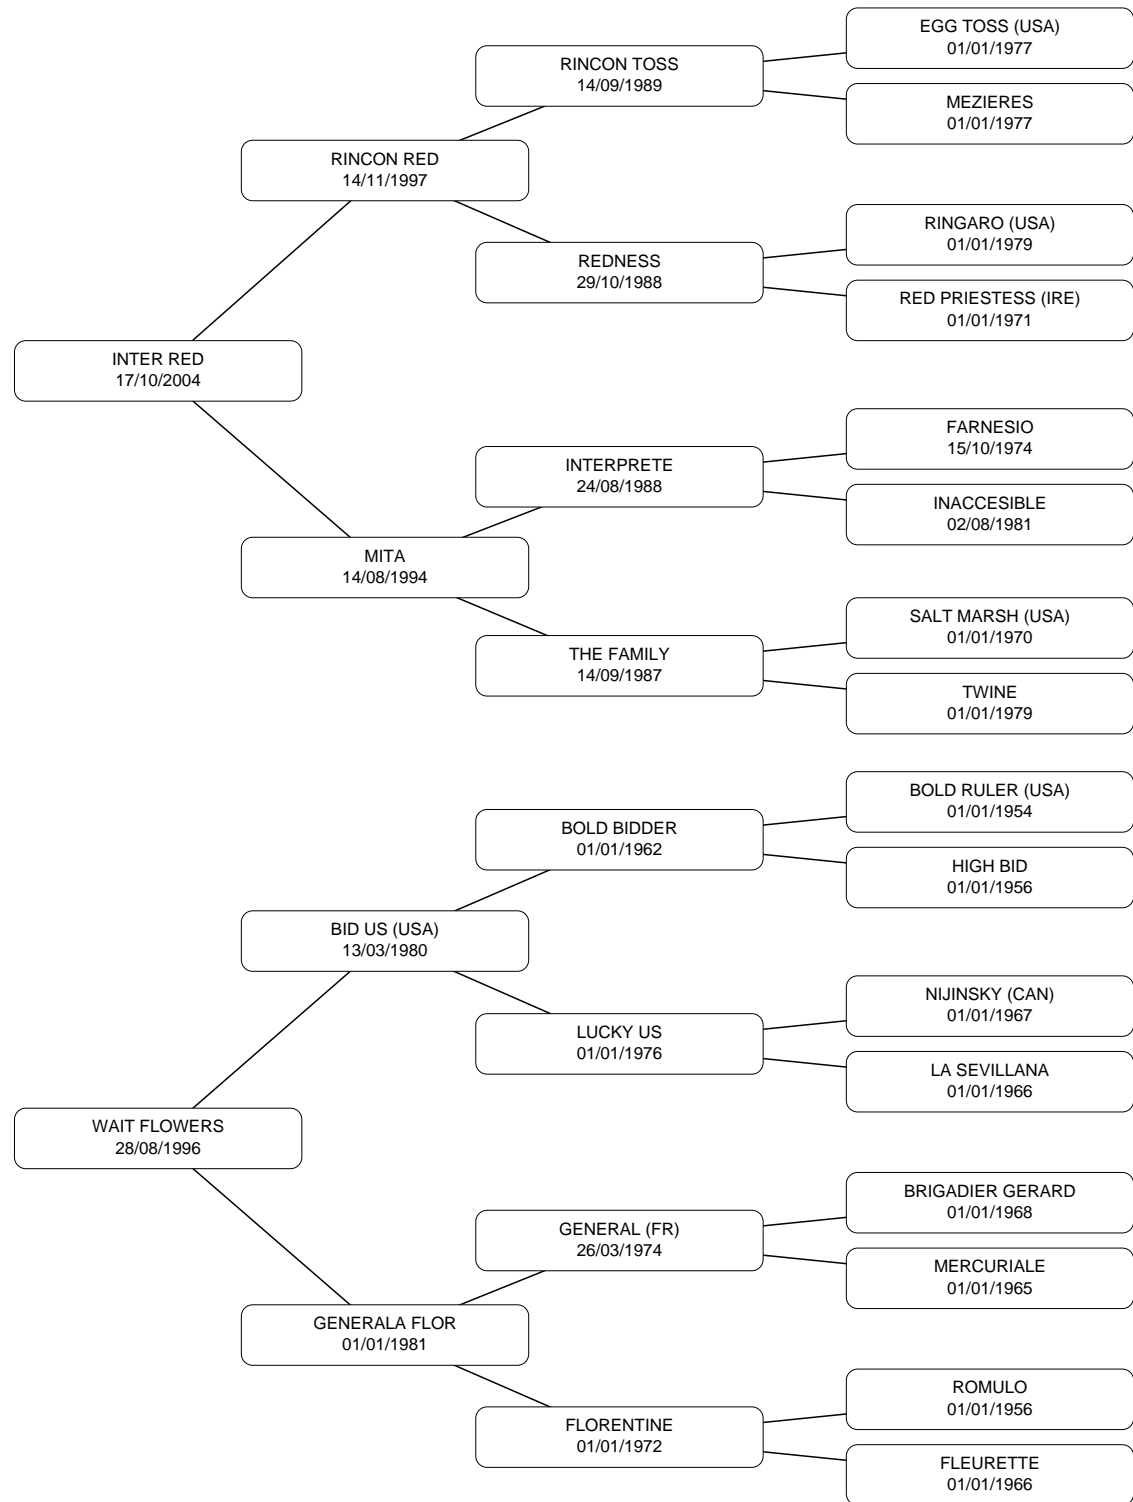 EGG TOSS (USA)
01/01/1977
RINCON TOSS
14/09/1989
MEZIERES
01/01/1977
RINCON RED
14/11/1997
RINGARO (USA)
01/01/1979
REDNESS
29/10/1988
RED PRIESTESS (IRE)
01/01/1971
INTER RED
17/10/2004
FARNESIO
15/10/1974
INTERPRETE
24/08/1988
INACCESIBLE
02/08/1981
MITA
14/08/1994
SALT MARSH (USA)
01/01/1970
THE FAMILY
14/09/1987
TWINE
01/01/1979
BOLD RULER (USA)
01/01/1954
BOLD BIDDER
01/01/1962
HIGH BID
01/01/1956
BID US (USA)
13/03/1980
NIJINSKY (CAN)
01/01/1967
LUCKY US
01/01/1976
LA SEVILLANA
01/01/1966
WAIT FLOWERS
28/08/1996
BRIGADIER GERARD
01/01/1968
GENERAL (FR)
26/03/1974
MERCURIALE
01/01/1965
GENERALA FLOR
01/01/1981
ROMULO
01/01/1956
FLORENTINE
01/01/1972
FLEURETTE
01/01/1966